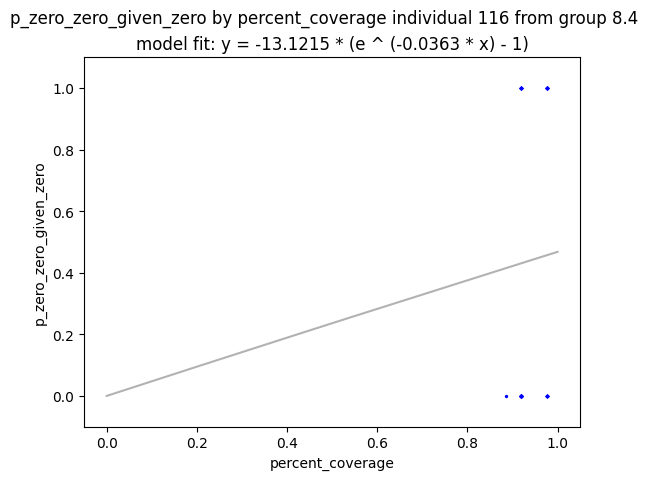 p_zero_zero_given_zero by percent_coverage individual 116 from group 8.4
model fit: y = -13.1215 * (e ^ (-0.0363 * x) - 1)
1.0
0.8
0.6
0.4
0.2
0.0
p_zero_zero_given_zero
0.0 0.2 0.4 0.6 0.8 1.0
percent_coverage